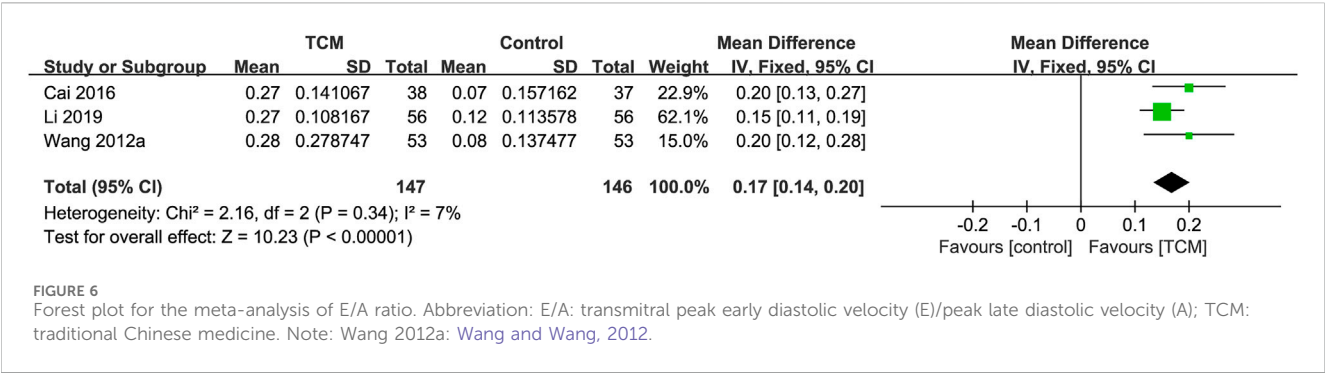 TCM Control Mean Difference Mean Difference
Study or Subgroup Mean SD Total Mean SD Total Weight IV, Fixed, 95% CI IV, Fixed, 95% CI
Cai 2016 0.27 0.141067 38 0.07 0.157162 37 22.9% 0.20 [0.13, 0.27]
Li 2019 0.27 0.108167 56 0.12 0.113578 56 62.1% 0.15 [0.11, 0.19]
Wang 2012a 0.28 0.278747 53 0.08 0.137477 53 15.0% 0.20 [0.12, 0.28]
Total (95% CI) 147 146 100.0% 0.17 [0.14, 0.20]
Heterogeneity: Chi² = 2.16, df = 2 (P = 0.34); I² = 7%
Test for overall effect: Z = 10.23 (P < 0.00001)
-0.2 -0.1 0 0.1 0.2
Favours [control] Favours [TCM]
FIGURE 6
Forest plot for the meta-analysis of E/A ratio. Abbreviation: E/A: transmitral peak early diastolic velocity (E)/peak late diastolic velocity (A); TCM:
traditional Chinese medicine. Note: Wang 2012a: Wang and Wang, 2012.